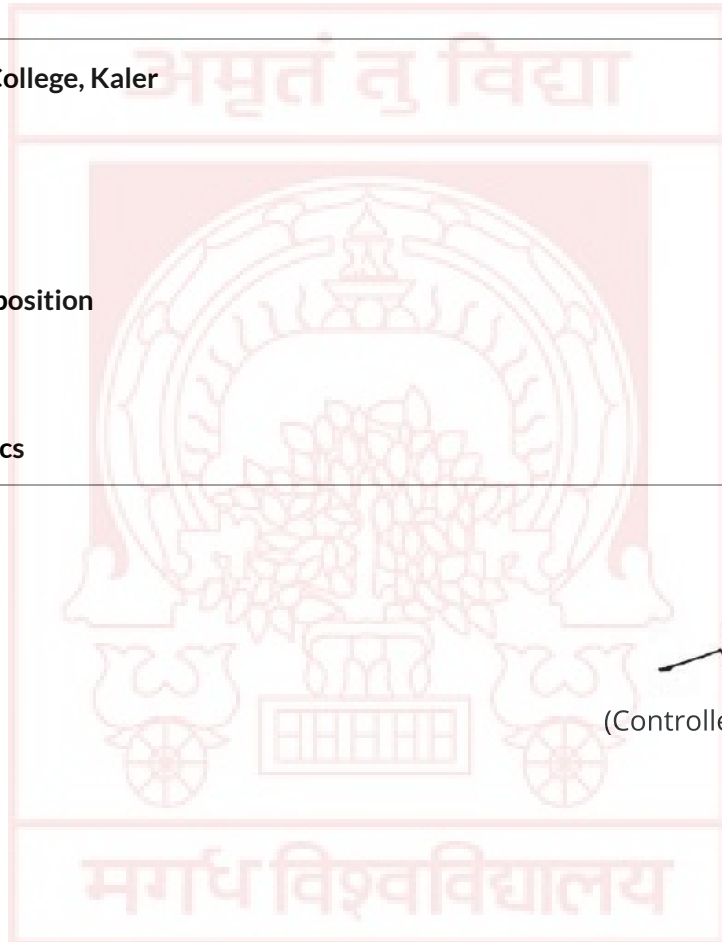 अमृतं तु विद्या
College, Kaler
position
cs
(Controlle
मगध विश्वविद्यालय